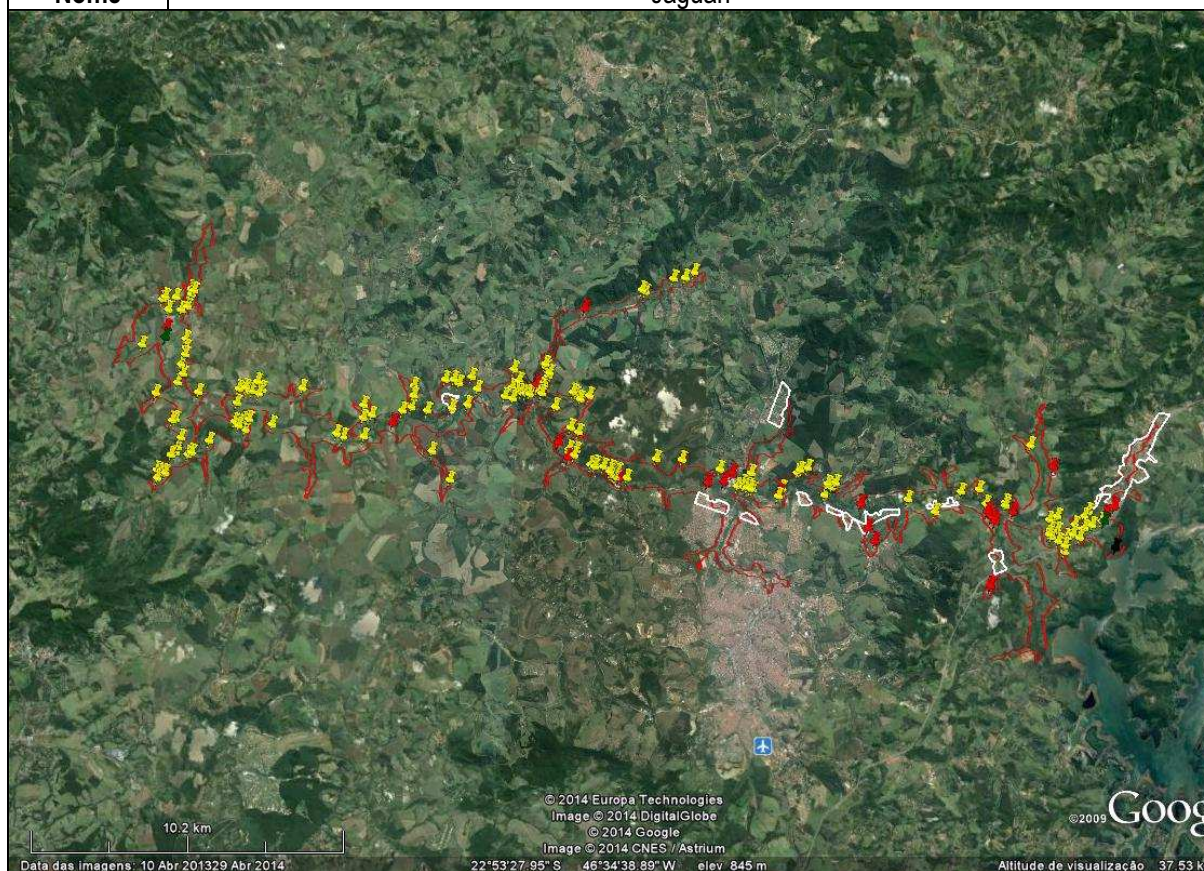 Nome Jaguari
© 2014 Europa Technologies
Image © 2014 DigitalGlobe
© 2014 Google
Image © 2014 CNES / Astrium
10.2 km
©2009 Goog
Data das imagens: 10 Abr 201329 Abr 2014 22°53'27.95" S 46°34'38.89" W elev 845 m Altitude de visualização 37.53 k